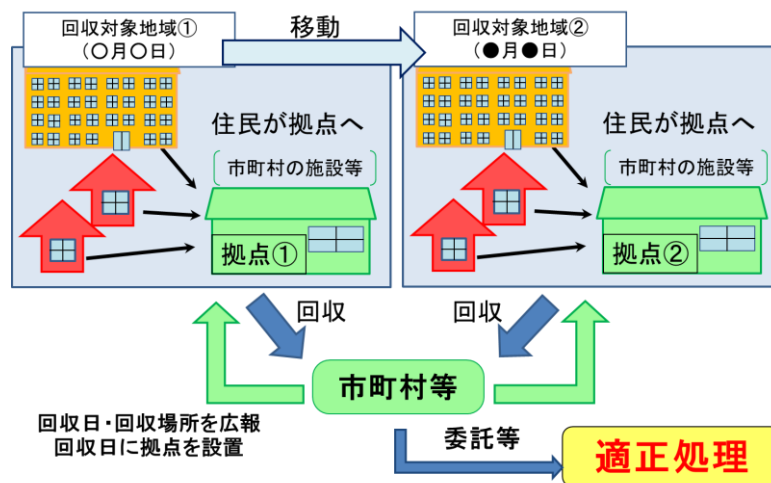 回収対象地域①
（○月○日）
移動
回収対象地域②
（●月●日）
住民が拠点へ
市町村の施設等
拠点①
住民が拠点へ
市町村の施設等
拠点②
回収
回収
市町村等
回収日・回収場所を広報
回収日に拠点を設置
委託等
適正処理